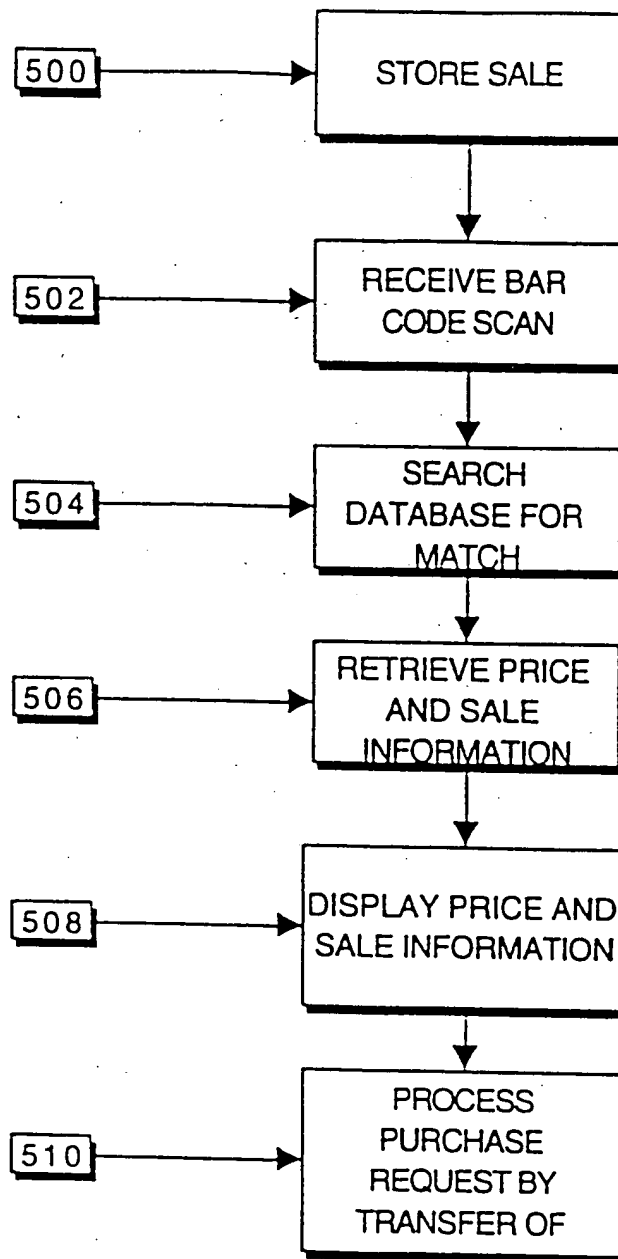 500
STORE SALE
502
RECEIVE BAR
CODE SCAN
504
SEARCH
DATABASE FOR
MATCH
506
RETRIEVE PRICE
AND SALE
INFORMATION
508
DISPLAY PRICE AND
SALE INFORMATION
510
PROCESS
PURCHASE
REQUEST BY
TRANSFER OF